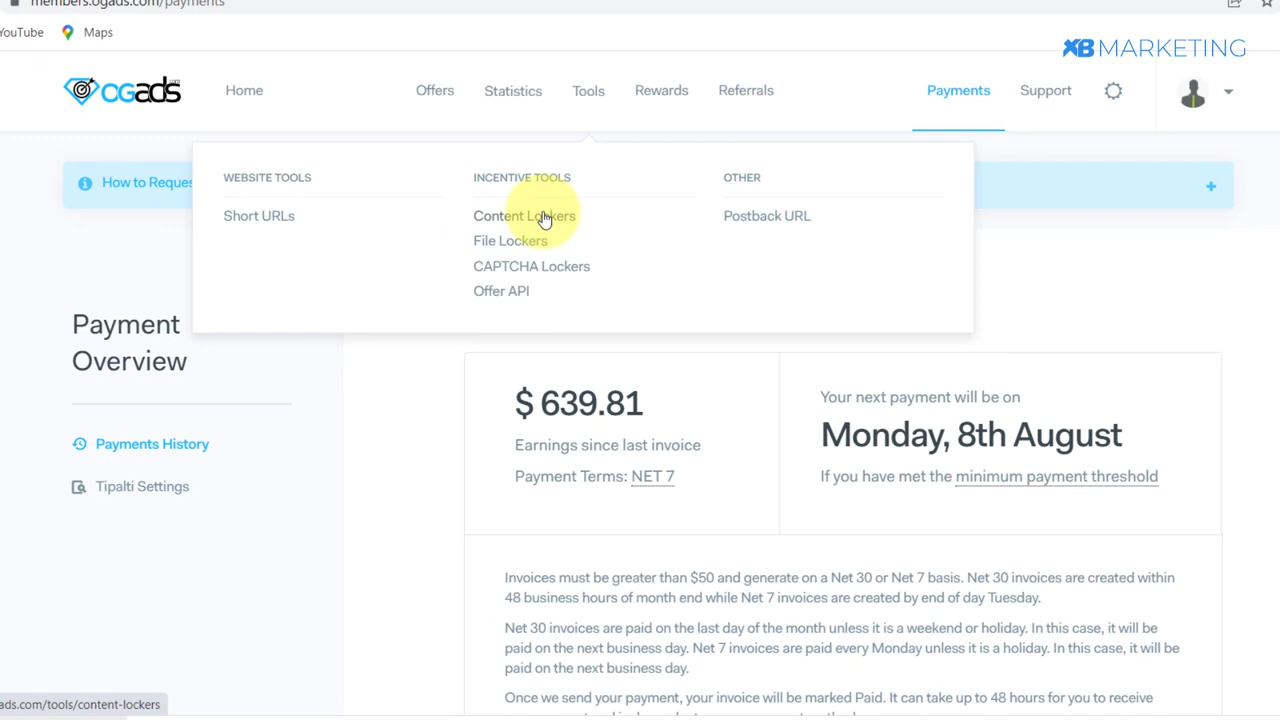 members.ogads.com/payments
YouTube Maps
XB MARKETING
OGads Home Offers Statistics Tools Rewards Referrals Payments Support
How to Reques +
WEBSITE TOOLS INCENTIVE TOOLS OTHER
Short URLs Content Lockers Postback URL
File Lockers
CAPTCHA Lockers
Offer API
Payment
Overview
Payments History
Tipalti Settings
$ 639.81
Earnings since last invoice
Payment Terms: NET 7
Your next payment will be on
Monday, 8th August
If you have met the minimum payment threshold
Invoices must be greater than $50 and generate on a Net 30 or Net 7 basis. Net 30 invoices are created within
48 business hours of month end while Net 7 invoices are created by end of day Tuesday.
Net 30 invoices are paid on the last day of the month unless it is a weekend or holiday. In this case, it will be
paid on the next business day. Net 7 invoices are paid every Monday unless it is a holiday. In this case, it will be
paid on the next business day.
Once we send your payment, your invoice will be marked Paid. It can take up to 48 hours for you to receive
ads.com/tools/content-lockers